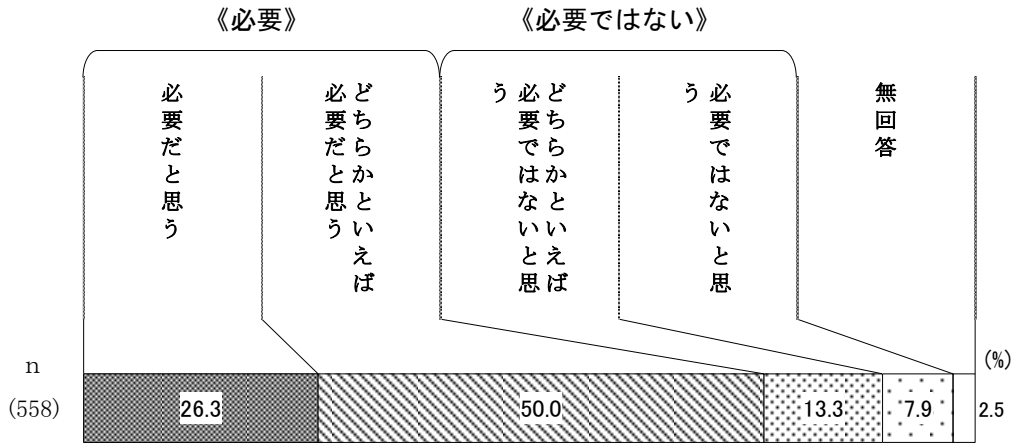 《必要》
《必要ではない》
必要だと思う
どちらかといえば
必要だと思う
どちらかといえば
必要ではないと思
う
必要ではないと思
う
無回答
(%)
n
(558)
26.3
50.0
13.3
7.9
2.5